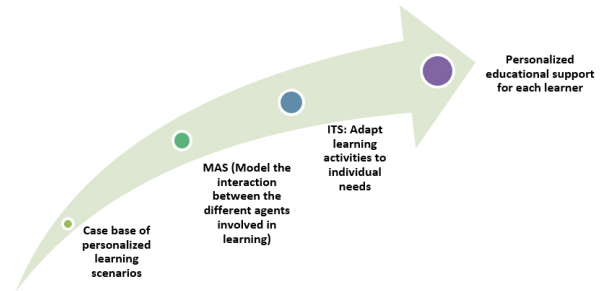 Case base of
personalized
learning
scenarios
MAS (Model the
interaction
between the
different agents
involved in
learning)
ITS: Adapt
learning
activities to
individual
needs
Personalized
educational support
for each learner